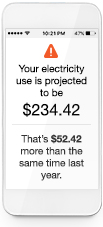 10:21 PM 47%
Your electricity
use is projected
to be
$234.42
That's $52.42
more than the
same time last
year.